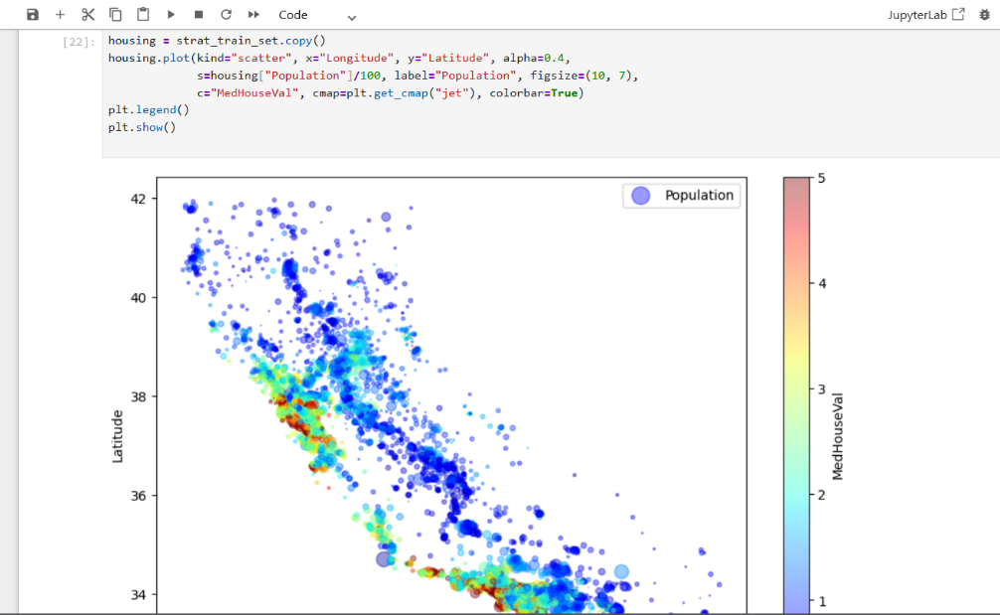 Code
JupyterLab
[22]:
housing = strat_train_set.copy()
housing.plot(kind="scatter", x="Longitude", y="Latitude", alpha=0.4,
s=housing["Population"]/100, label="Population", figsize=(10, 7),
c="MedHouseVal", cmap=plt.get_cmap("jet"), colorbar=True)
plt.legend()
plt.show()
Population
42
40
38
36
34
Latitude
5
4
3
2
1
MedHouseVal